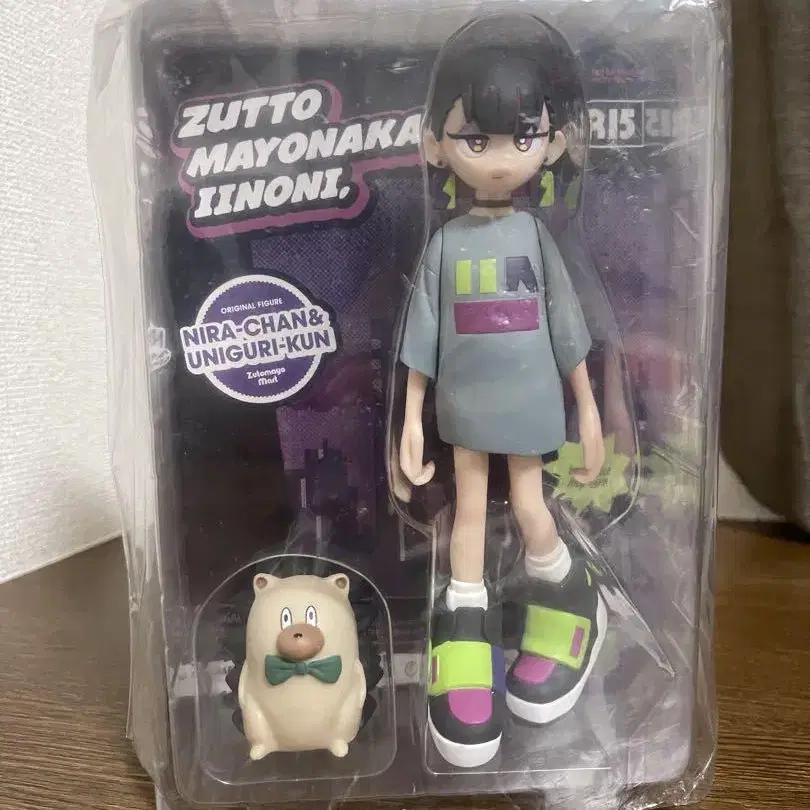 ZUTTO
MAYONAKA
IINONI,
ORIGINAL FIGURE
NIRA-CHAN&
UNIGURI-KUN
Zutomayo
Mart